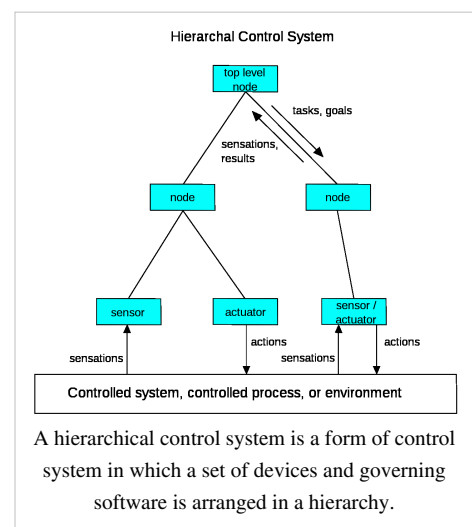 Hierarchal Control System
top level
node
tasks, goals
sensations,
results
node
node
sensor
actuator
sensor /
actuator
sensations
actions
sensations
actions
Controlled system, controlled process, or environment
A hierarchical control system is a form of control
system in which a set of devices and governing
software is arranged in a hierarchy.